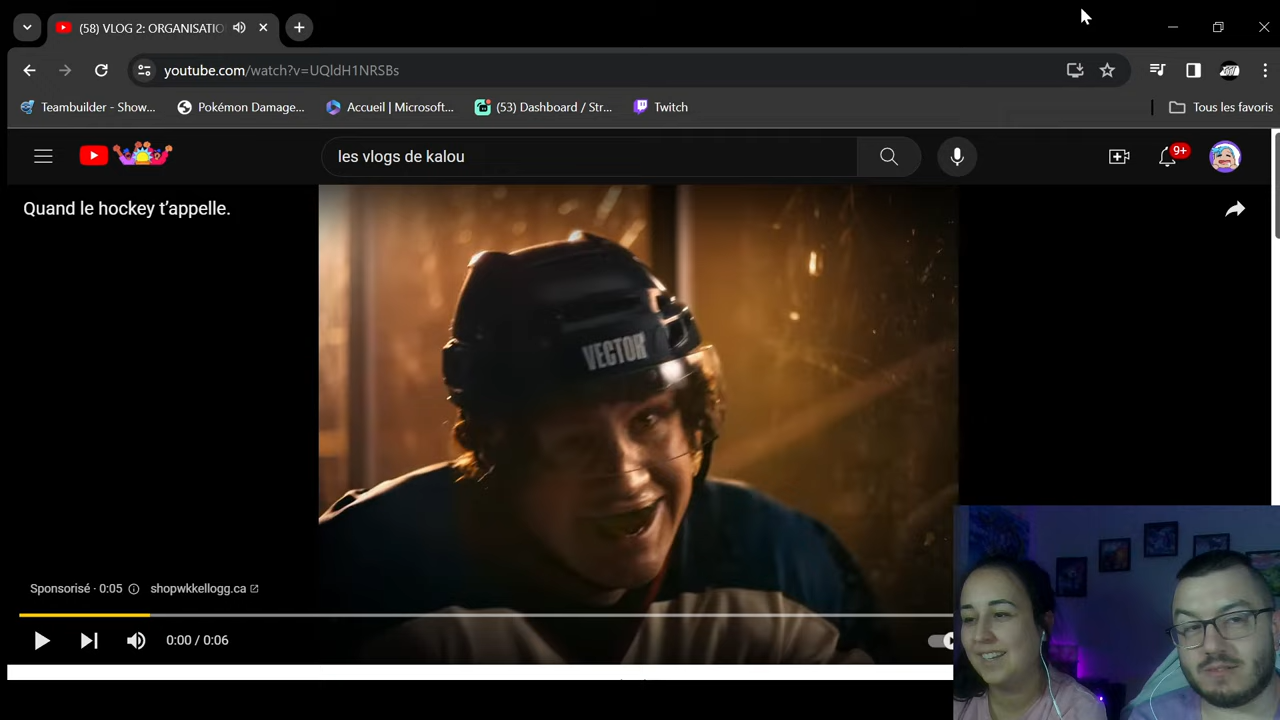 (58) VLOG 2: ORGANISATIO
youtube.com/watch?v=UQldH1NRSBs
Teambuilder - Show...
Pokémon Damage...
Accueil | Microsoft...
(53) Dashboard / Str...
Twitch
Tous les favoris
les vlogs de kalou
9+
Quand le hockey t’appelle.
VECTOR
Sponsorisé · 0:05
shopwkkellogg.ca
0:00 / 0:06